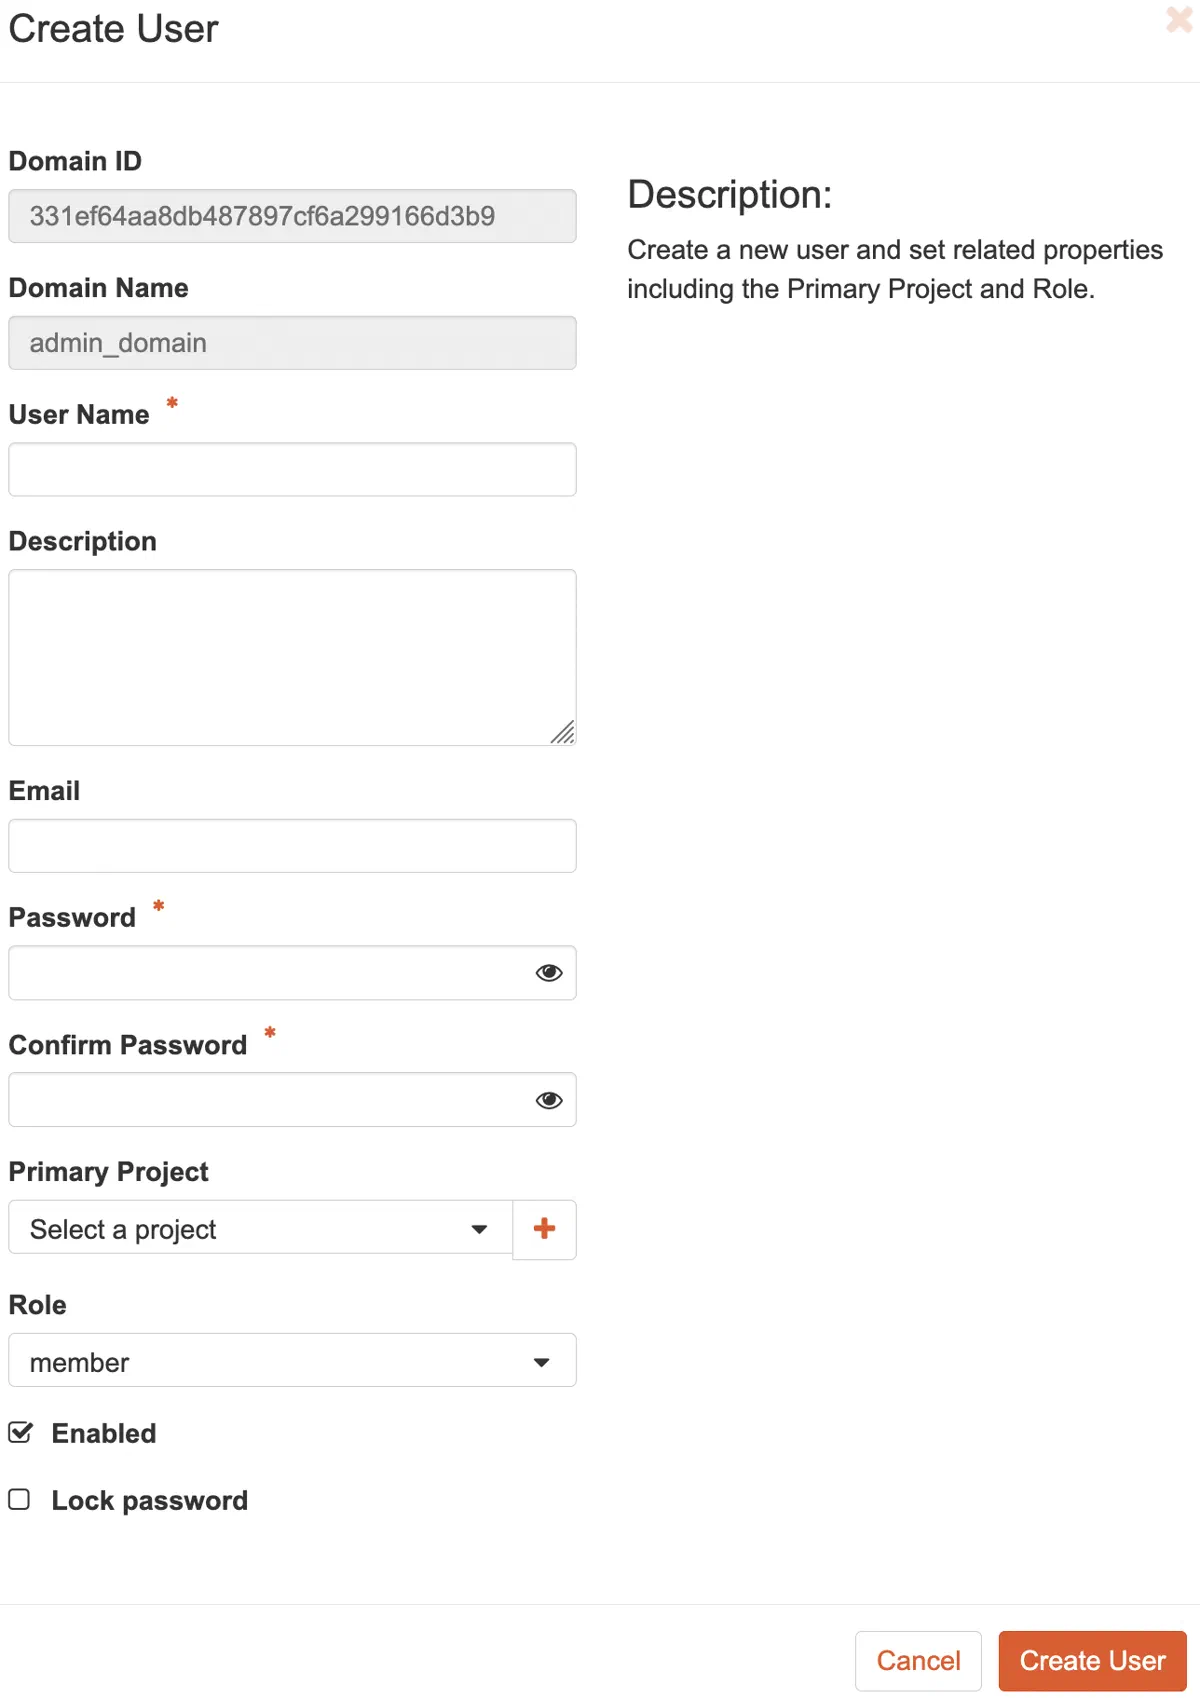 Create User
Domain ID
331ef64aa8db487897cf6a299166d3b9
Domain Name
admin_domain
User Name *
Description
Email
Password *
Confirm Password *
Primary Project
Select a project
Role
member
Enabled
Lock password
Description:
Create a new user and set related properties
including the Primary Project and Role.
Cancel
Create User